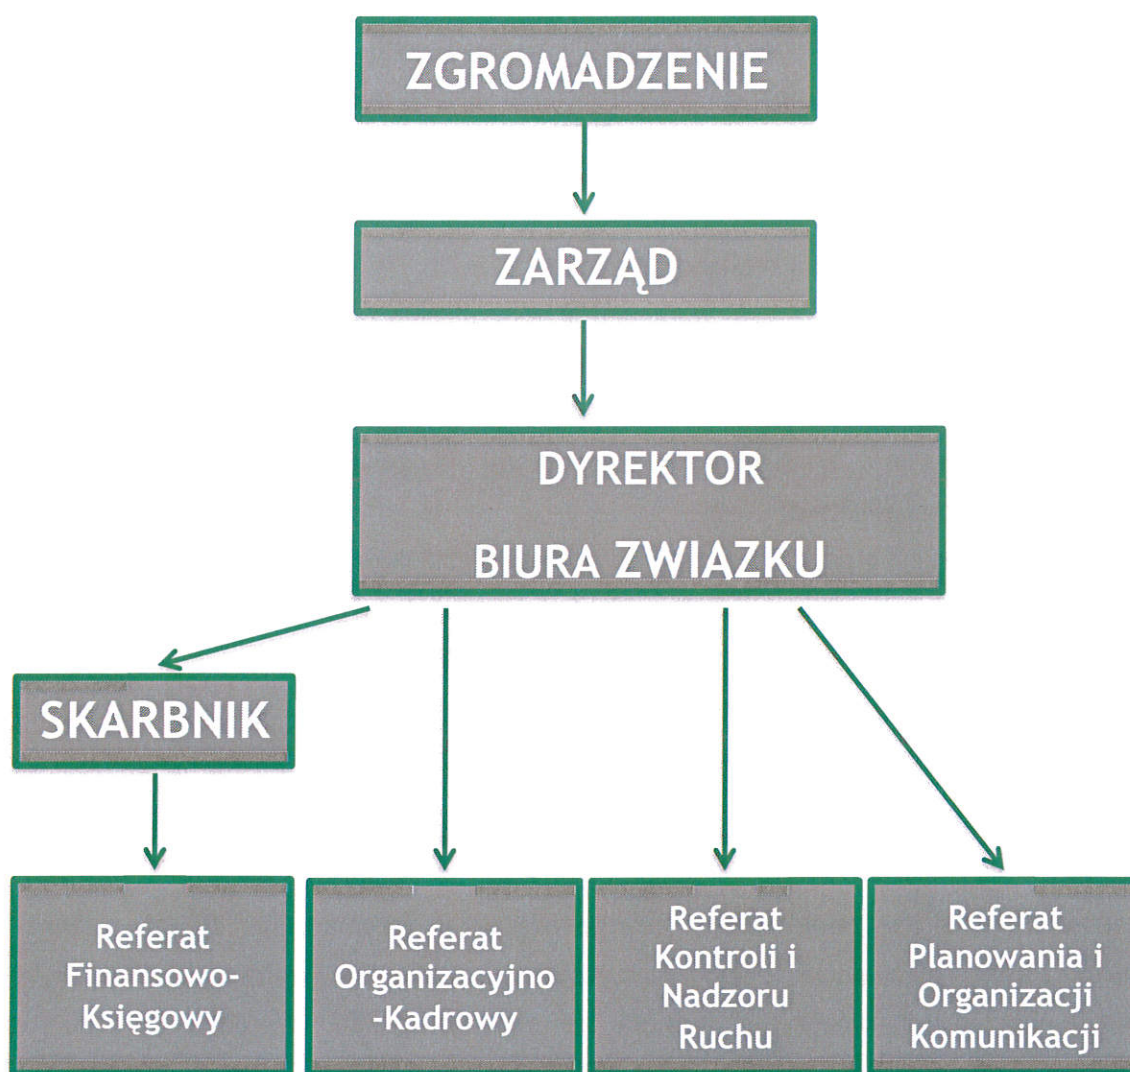 ZGROMADZENIE
ZARZĄD
DYREKTOR
BIURA ZWIAZKU
SKARBNIK
Referat
Finansowo-
Księgowy
Referat
Organizacyjno
-Kadrowy
Referat
Kontroli i
Nadzoru
Ruchu
Referat
Planowania i
Organizacji
Komunikacji